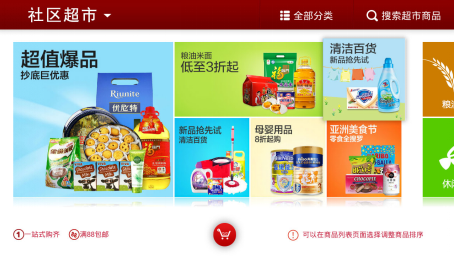 社区超市
全部分类
搜索超市商品
超值爆品
抄底巨优惠
Rjunite
粮油米面
低至3折起
清洁百货
新品抢先试
新品抢先试
清洁百货
母婴用品
8折起购
亚洲美食节
零食全搜罗
粮油
休闲
1一站式购齐
满88包邮
可以在商品列表页面选择调整商品排序